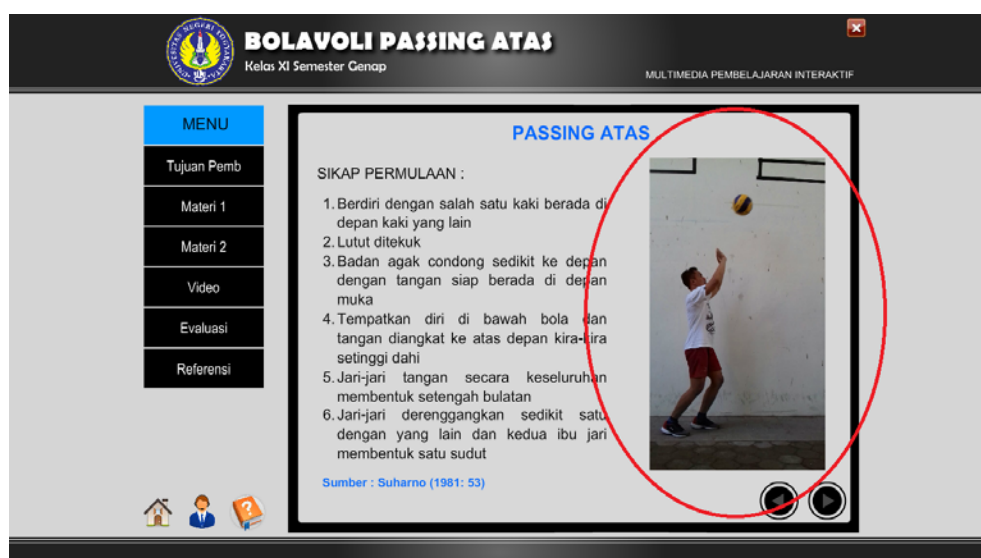 BOLAVOLI PASSING ATAS
Kelas XI Semester Genap
MULTIMEDIA PEMBELAJARAN INTERAKTIF
MENU
Tujuan Pemb
Materi 1
Materi 2
Video
Evaluasi
Referensi
PASSING ATAS
SIKAP PERMULAAN :
1. Berdiri dengan salah satu kaki berada di
depan kaki yang lain
2. Lutut ditekuk
3. Badan agak condong sedikit ke depan
dengan tangan siap berada di depan
muka
4. Tempatkan diri di bawah bola dan
tangan diangkat ke atas depan kira-kira
setinggi dahi
5. Jari-jari tangan secara keseluruhan
membentuk setengah bulatan
6. Jari-jari derenggangkan sedikit satu
dengan yang lain dan kedua ibu jari
membentuk satu sudut
Sumber : Suharno (1981: 53)